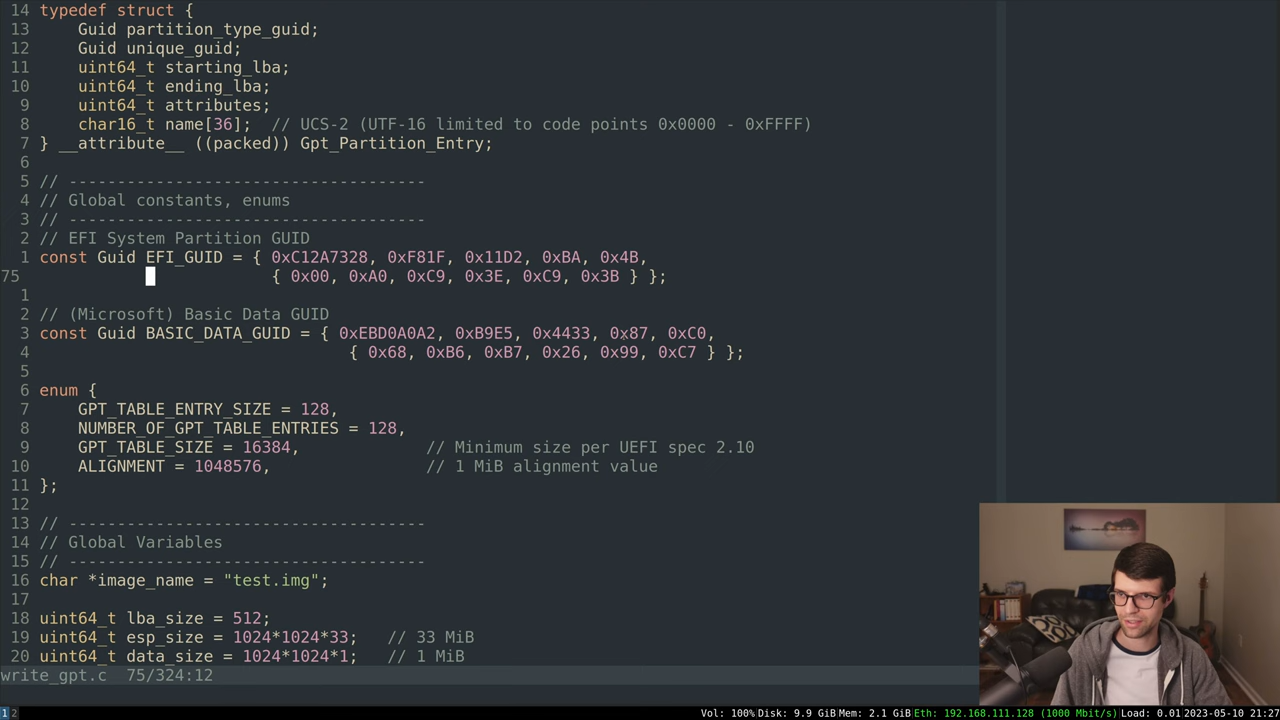 14 typedef struct {
13     Guid partition_type_guid;
12     Guid unique_guid;
11     uint64_t starting_lba;
10     uint64_t ending_lba;
9     uint64_t attributes;
8     char16_t name[36];  // UCS-2 (UTF-16 limited to code points 0x0000 - 0xFFFF)
7 } __attribute__ ((packed)) Gpt_Partition_Entry;
6
5 // -------------------------------------
4 // Global constants, enums
3 // -------------------------------------
2 // EFI System Partition GUID
1 const Guid EFI_GUID = { 0xC12A7328, 0xF81F, 0x11D2, 0xBA, 0x4B,
75                         { 0x00, 0xA0, 0xC9, 0x3E, 0xC9, 0x3B } };
1
2 // (Microsoft) Basic Data GUID
3 const Guid BASIC_DATA_GUID = { 0xEBD0A0A2, 0xB9E5, 0x4433, 0x87, 0xC0,
4                                { 0x68, 0xB6, 0xB7, 0x26, 0x99, 0xC7 } };
5
6 enum {
7     GPT_TABLE_ENTRY_SIZE = 128,
8     NUMBER_OF_GPT_TABLE_ENTRIES = 128,
9     GPT_TABLE_SIZE = 16384,             // Minimum size per UEFI spec 2.10
10     ALIGNMENT = 1048576,                // 1 MiB alignment value
11 };
12
13 // -------------------------------------
14 // Global Variables
15 // -------------------------------------
16 char *image_name = "test.img";
17
18 uint64_t lba_size = 512;
19 uint64_t esp_size = 1024*1024*33;   // 33 MiB
20 uint64_t data_size = 1024*1024*1;   // 1 MiB
write_gpt.c  75/324:12
1 2 Vol: 100% Disk: 9.9 GiB Mem: 2.1 GiB Eth: 192.168.111.128 (1000 Mbit/s) Load: 0.01 2023-05-10 21:27